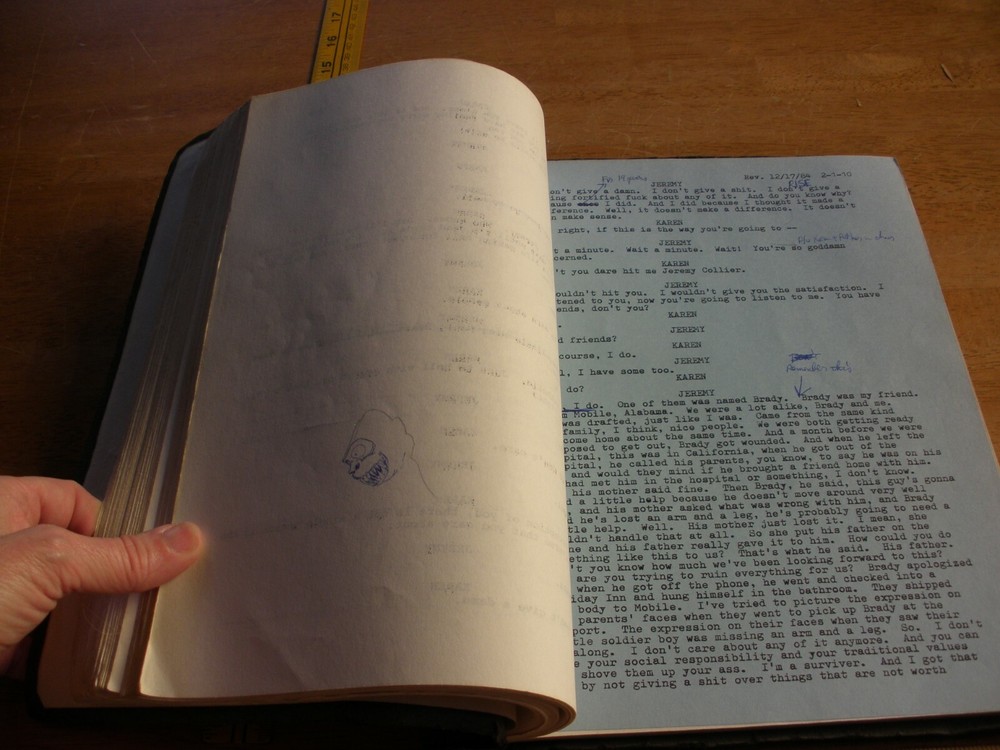 15 16 17
Rev. 12/17/84 2-1-10
JEREMY
on't give a damn. I don't give a shit. I don't give a
RISE
ing fortified fuck about any of it. And do you know why?
ause I did. And I did because I thought it made a
ference. Well, it doesn't make a difference. It doesn't
n make sense.
KAREN
right, if this is the way you're going to --
JEREMY
t a minute. Wait a minute. Wait! You're so goddamn
cerned.
KAREN
't you dare hit me Jeremy Collier.
JEREMY
ouldn't hit you. I wouldn't give you the satisfaction. I
tened to you, now you're going to listen to me. You have
ends, don't you?
KAREN
.
JEREMY
d friends?
KAREN
course, I do.
JEREMY
l, I have some too.
KAREN
do?
Remember this
JEREMY
I do. One of them was named Brady. Brady was my friend.
m Mobile, Alabama. We were a lot alike, Brady and me.
was drafted, just like I was. Came from the same kind
family, I think, nice people. We were both getting ready
come home about the same time. And a month before we were
posed to get out, Brady got wounded. And when he left the
pital, this was in California, when he got out of the
pital, he called his parents, you know, to say he was on his
and would they mind if he brought a friend home with him.
had met him in the hospital or something, I don't know.
his mother said fine. Then Brady, he said, this guy's gonna
d a little help because he doesn't move around very well
, and his mother asked what was wrong with him, and Brady
d he's lost an arm and a leg, he's probably going to need a
tle help. Well. His mother just lost it. I mean, she
ldn't handle that at all. So she put his father on the
ne and his father really gave it to him. How could you do
ething like this to us? That's what he said. His father.
't you know how much we've been looking forward to this?
are you trying to ruin everything for us? Brady apologized
when he got off the phone, he went and checked into a
iday Inn and hung himself in the bathroom. They shipped
body to Mobile. I've tried to picture the expression on
parents' faces when they went to pick up Brady at the
port. The expression on their faces when they saw their
tle soldier boy was missing an arm and a leg. So. I don't
along. I don't care about any of it anymore. And you can
e your social responsibility and your traditional values
shove them up your ass. I'm a surviver. And I got that
by not giving a shit over things that are not worth